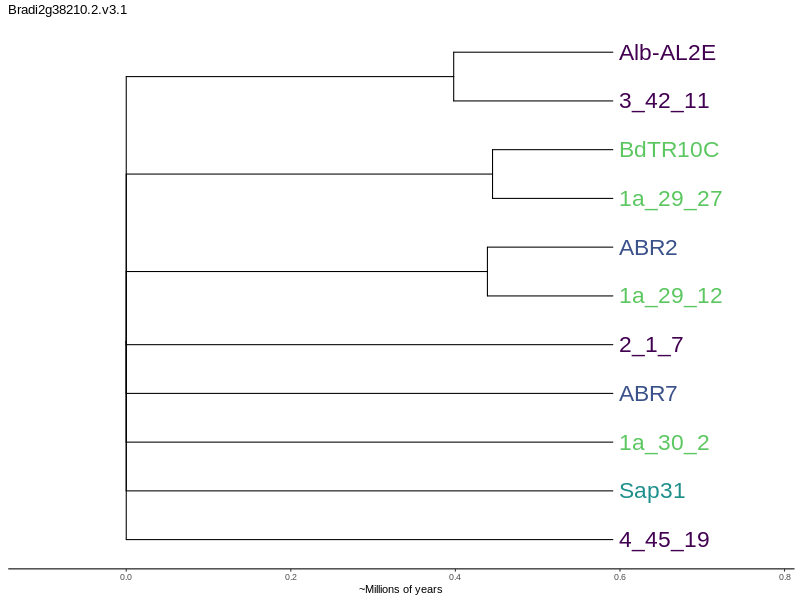 Bradi2g38210.2.v3.1
Alb-AL2E
3_42_11
BdTR10C
1a_29_27
ABR2
1a_29_12
2_1_7
ABR7
1a_30_2
Sap31
4_45_19
0.0 0.2 0.4 0.6 0.8
~Millions of years